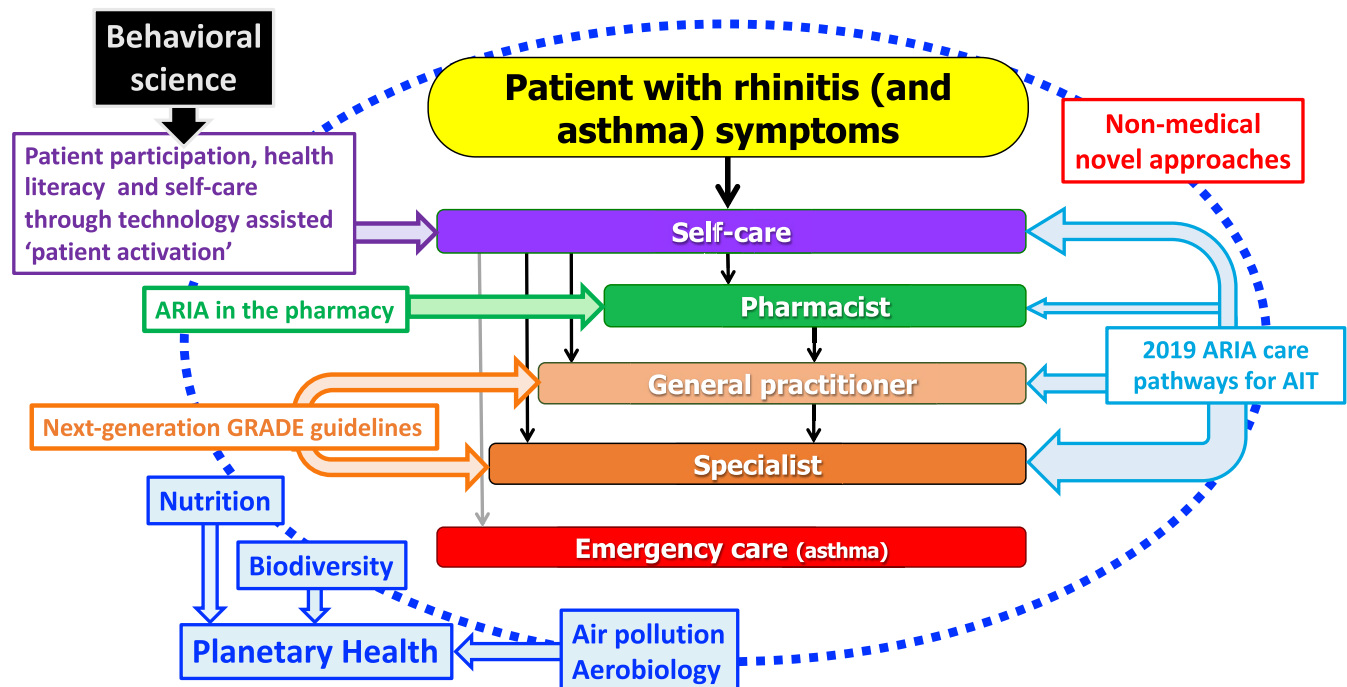 Behavioral
science
Patient with rhinitis (and
asthma) symptoms
Non-medical
novel approaches
Patient participation, health
literacy and self-care
through technology assisted
‘patient activation’
Self-care
ARIA in the pharmacy
Pharmacist
2019 ARIA care
pathways for AIT
General practitioner
Next-generation GRADE guidelines
Specialist
Nutrition
Emergency care (asthma)
Biodiversity
Planetary Health
Air pollution
Aerobiology